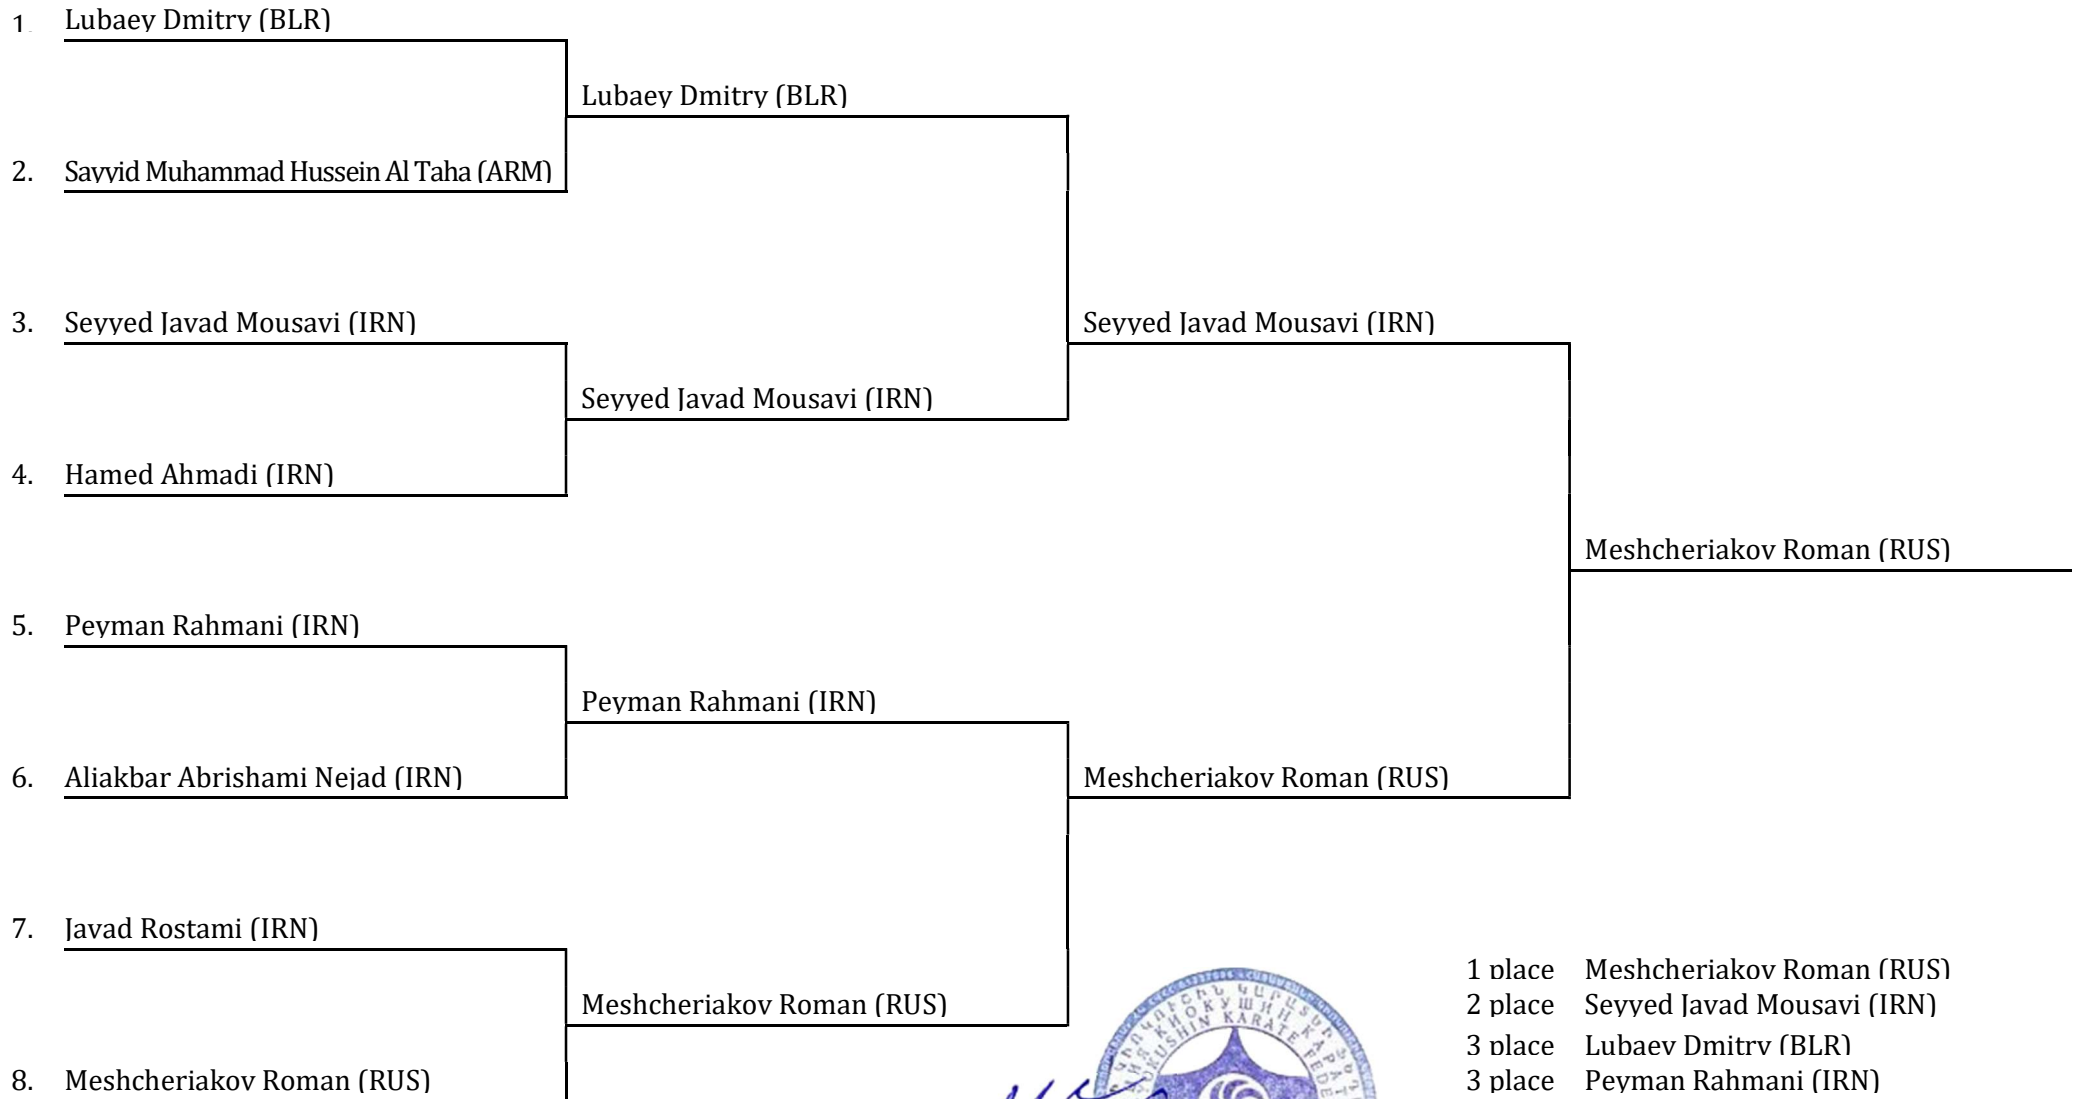 1. Lubaev Dmitry (BLR)
Lubaev Dmitry (BLR)
2. Sayyid Muhammad Hussein Al Taha (ARM)
3. Seyyed Javad Mousavi (IRN)
Seyyed Javad Mousavi (IRN)
Seyyed Javad Mousavi (IRN)
4. Hamed Ahmadi (IRN)
Meshcheriakov Roman (RUS)
5. Peyman Rahmani (IRN)
Peyman Rahmani (IRN)
6. Aliakbar Abrishami Nejad (IRN)
Meshcheriakov Roman (RUS)
7. Javad Rostami (IRN)
Meshcheriakov Roman (RUS)
8. Meshcheriakov Roman (RUS)
1 place Meshcheriakov Roman (RUS)
2 place Seyyed Javad Mousavi (IRN)
3 place Lubaev Dmitry (BLR)
3 place Peyman Rahmani (IRN)
KARATE